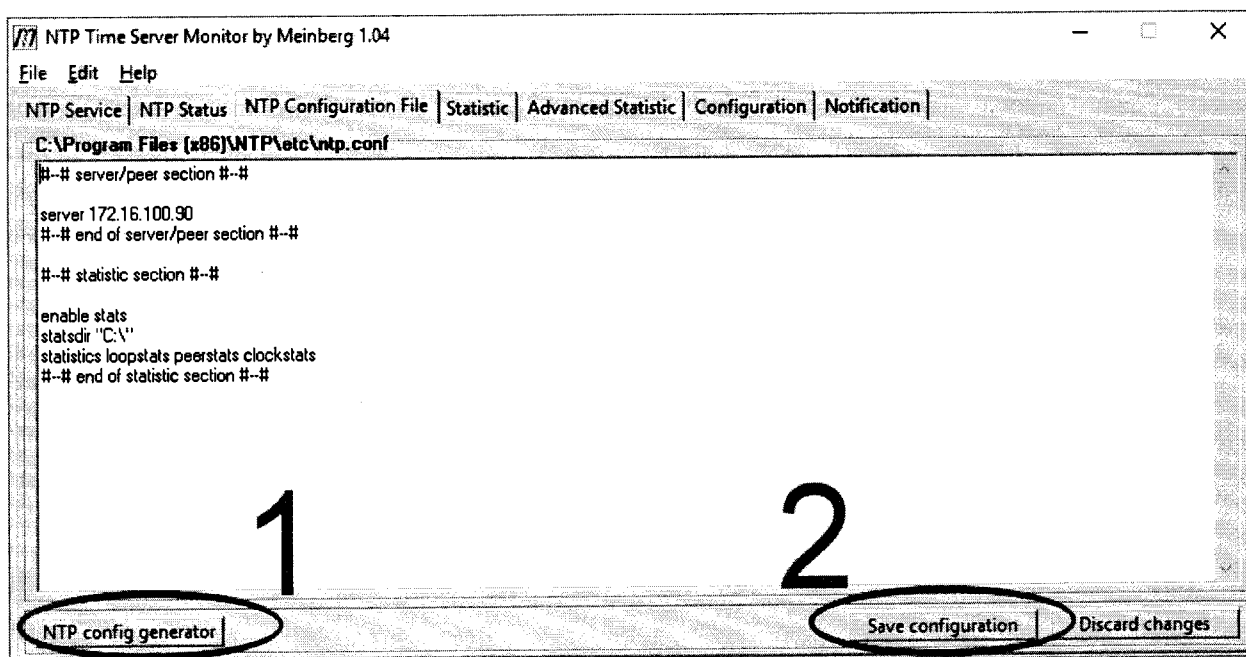 NTP Time Server Monitor by Meinberg 1.04
File Edit Help
NTP Service NTP Status NTP Configuration File Statistic Advanced Statistic Configuration Notification
C:\Program Files (x86)\NTP\etc\ntp.conf
#--# server/peer section #--#
server 172.16.100.90
#--# end of server/peer section #--#
#--# statistic section #--#
enable stats
statsdir "C:\"
statistics loopstats peerstats clockstats
#--# end of statistic section #--#
1 2
NTP config generator Save configuration Discard changes